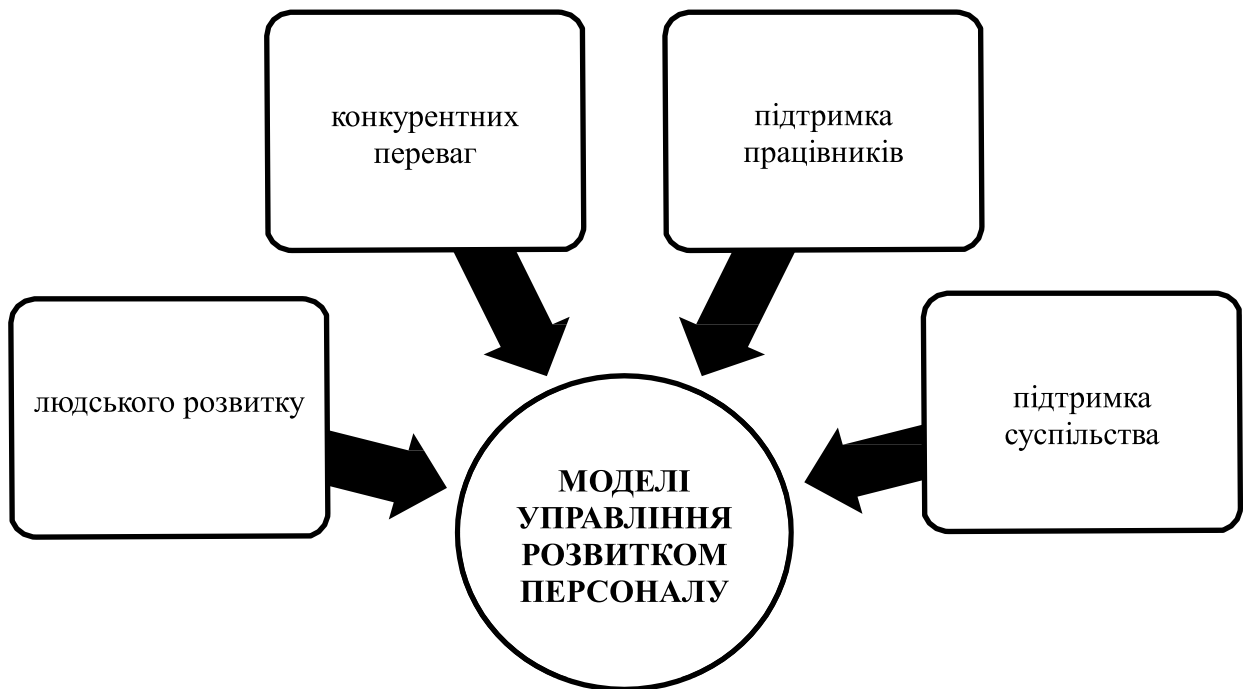 конкурентних
переваг
підтримка
працівників
людського розвитку
підтримка
суспільства
МОДЕЛІ
УПРАВЛІННЯ
РОЗВИТКОМ
ПЕРСОНАЛУ